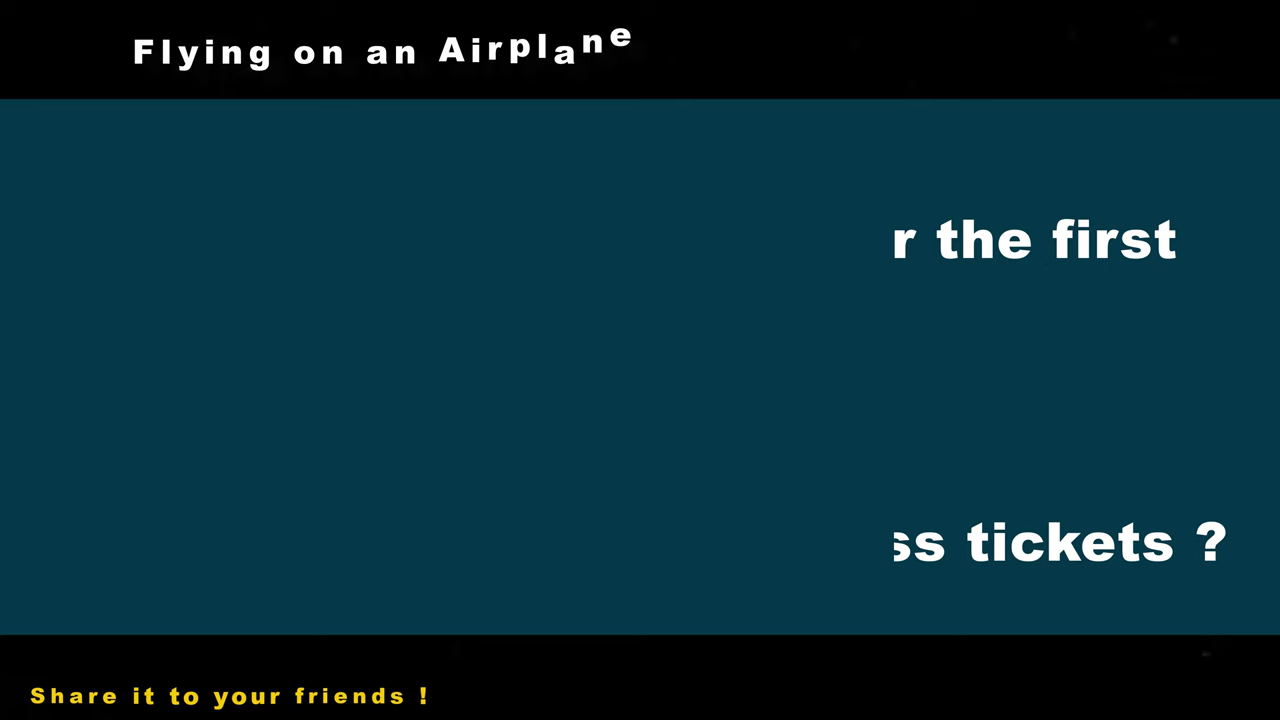 Flying on an Airplane
r the first
ss tickets ?
Share it to your friends !